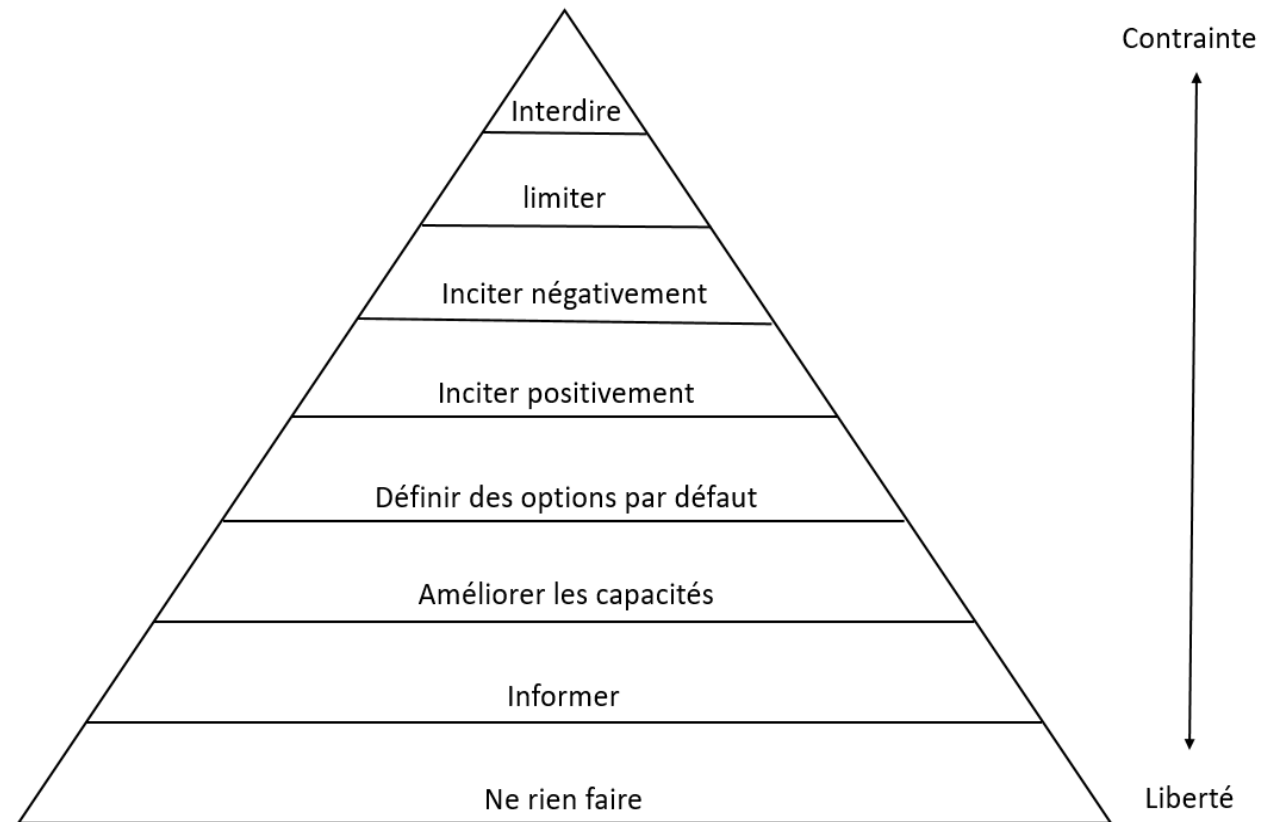 Contrainte
Interdire
limiter
Inciter négativement
Inciter positivement
Définir des options par défaut
Améliorer les capacités
Informer
Ne rien faire
Liberté